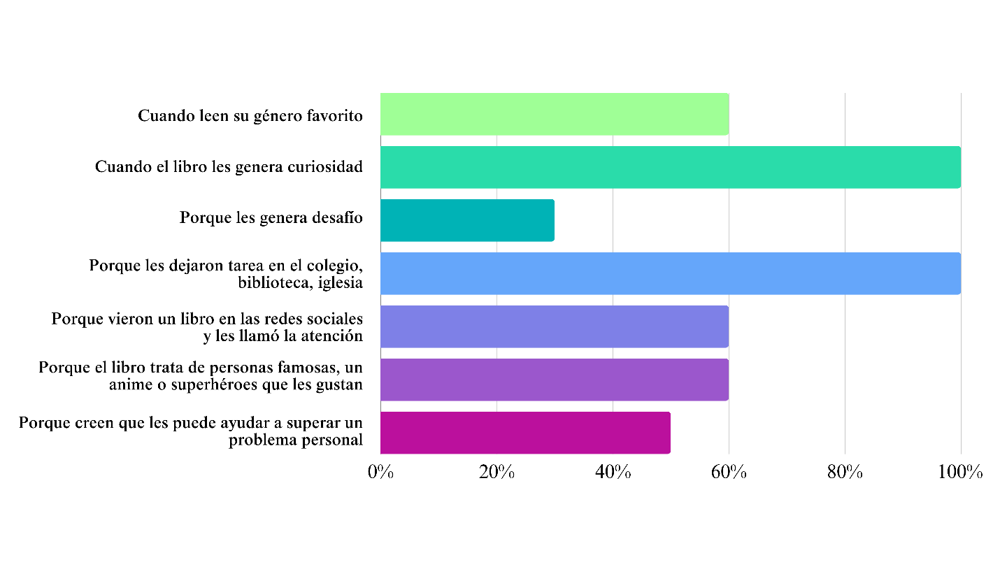 Cuando leen su género favorito
Cuando el libro les genera curiosidad
Porque les genera desafío
Porque les dejaron tarea en el colegio,
biblioteca, iglesia
Porque vieron un libro en las redes sociales
y les llamó la atención
Porque el libro trata de personas famosas, un
anime o superhéroes que les gustan
Porque creen que les puede ayudar a superar un
problema personal
0% 20% 40% 60% 80% 100%